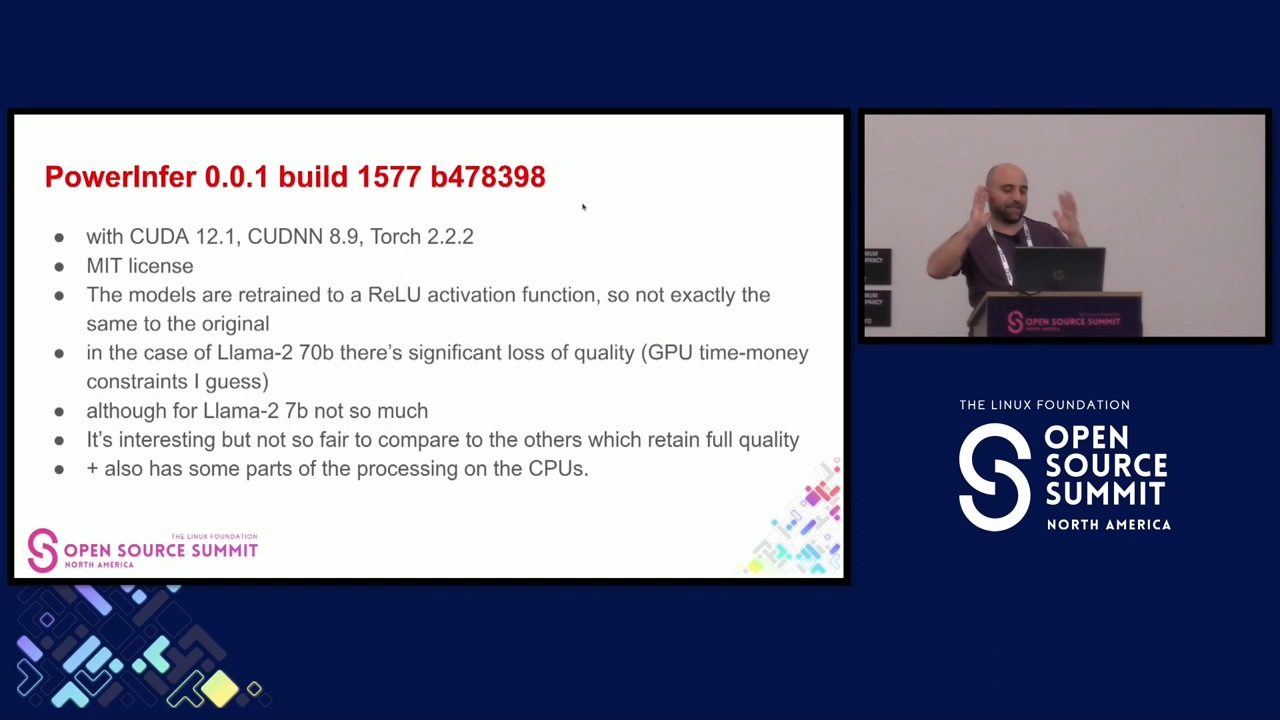 PowerInfer 0.0.1 build 1577 b478398
● with CUDA 12.1, CUDNN 8.9, Torch 2.2.2
● MIT license
● The models are retrained to a ReLU activation function, so not exactly the
same to the original
● in the case of Llama-2 70b there's significant loss of quality (GPU time-money
constraints I guess)
● although for Llama-2 7b not so much
● It's interesting but not so fair to compare to the others which retain full quality
● + also has some parts of the processing on the CPUs.
THE LINUX FOUNDATION
OPEN SOURCE SUMMIT
NORTH AMERICA
hp
OPEN SOURCE SUMMIT
NORTH AMERICA
THE LINUX FOUNDATION
OPEN
SOURCE
SUMMIT
NORTH AMERICA